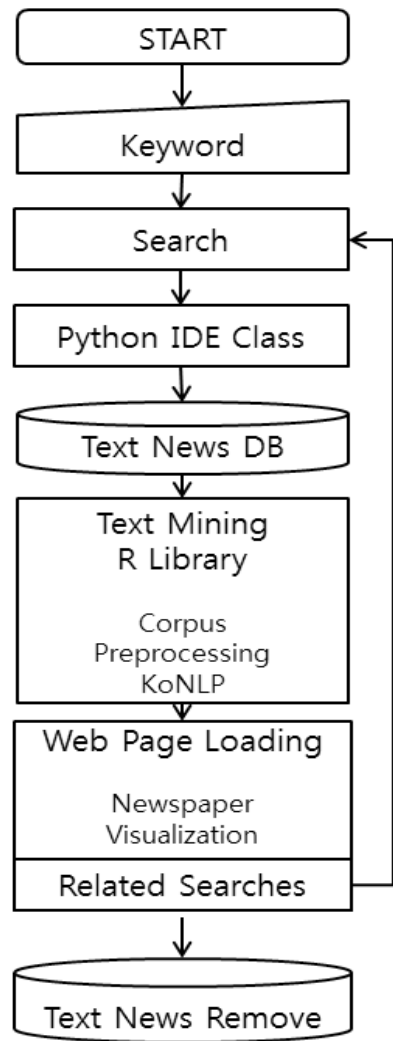 START
Keyword
Search
Python IDE Class
Text News DB
Text Mining
R Library
Corpus
Preprocessing
KoNLP
Web Page Loading
Newspaper
Visualization
Related Searches
Text News Remove